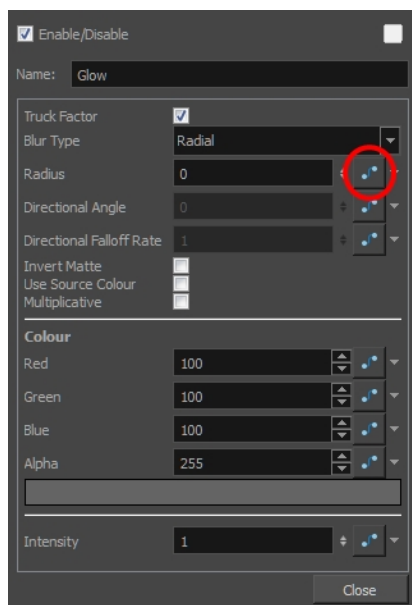 Enable/Disable
Name: Glow
Truck Factor
Blur Type Radial
Radius 0
Directional Angle 0
Directional Falloff Rate 1
Invert Matte
Use Source Colour
Multiplicative
Colour
Red 100
Green 100
Blue 100
Alpha 255
Intensity 1
Close